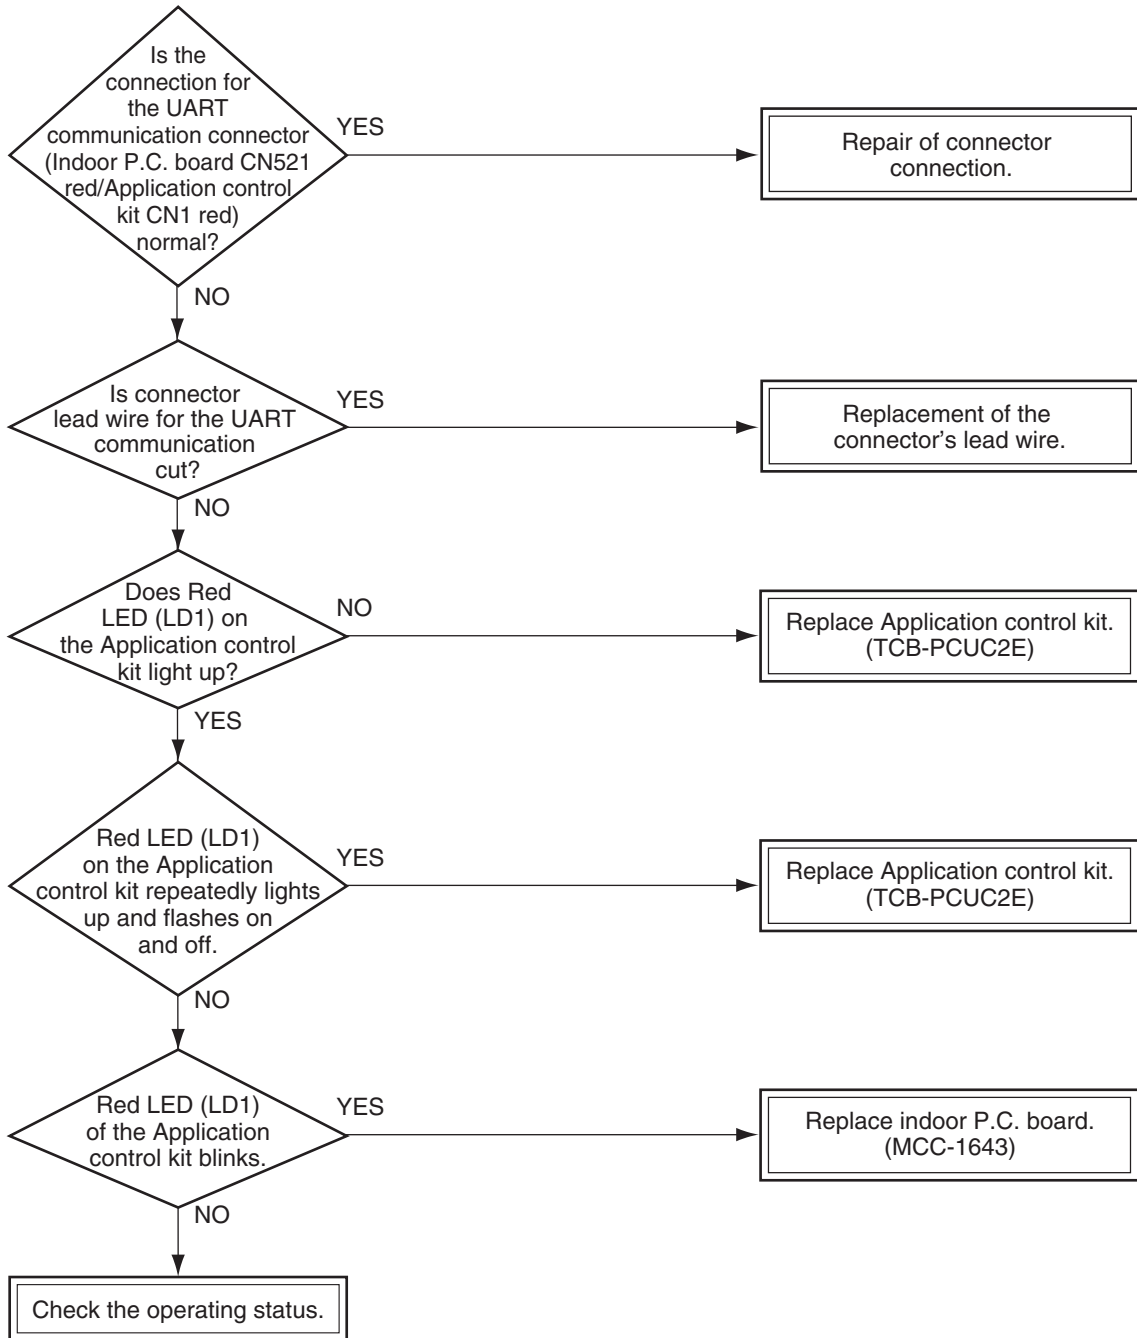 Is the
connection for
the UART
communication connector
(Indoor P.C. board CN521
red/Application control
kit CN1 red)
normal?
YES
Repair of connector
connection.
NO
Is connector
lead wire for the UART
communication
cut?
YES
Replacement of the
connector’s lead wire.
NO
Does Red
LED (LD1) on
the Application control
kit light up?
NO
Replace Application control kit.
(TCB-PCUC2E)
YES
Red LED (LD1)
on the Application
control kit repeatedly lights
up and flashes on
and off.
YES
Replace Application control kit.
(TCB-PCUC2E)
NO
Red LED (LD1)
of the Application
control kit blinks.
YES
Replace indoor P.C. board.
(MCC-1643)
NO
Check the operating status.